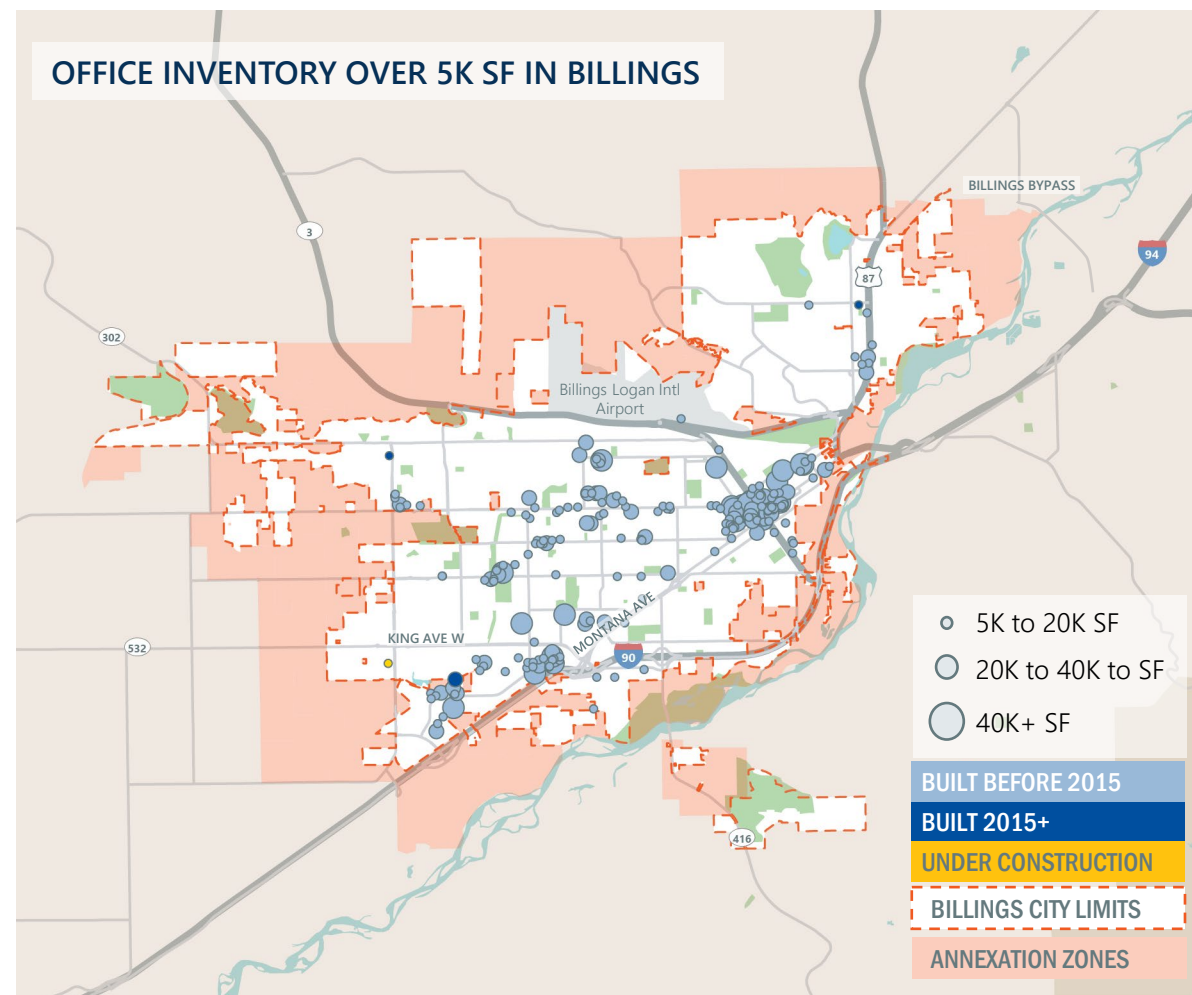 OFFICE INVENTORY OVER 5K SF IN BILLINGS
BILLINGS BYPASS
3
94
87
302
Billings Logan Intl
Airport
MONTANA AVE
KING AVE W
532
90
416
5K to 20K SF
20K to 40K to SF
40K+ SF
BUILT BEFORE 2015
BUILT 2015+
UNDER CONSTRUCTION
BILLINGS CITY LIMITS
ANNEXATION ZONES